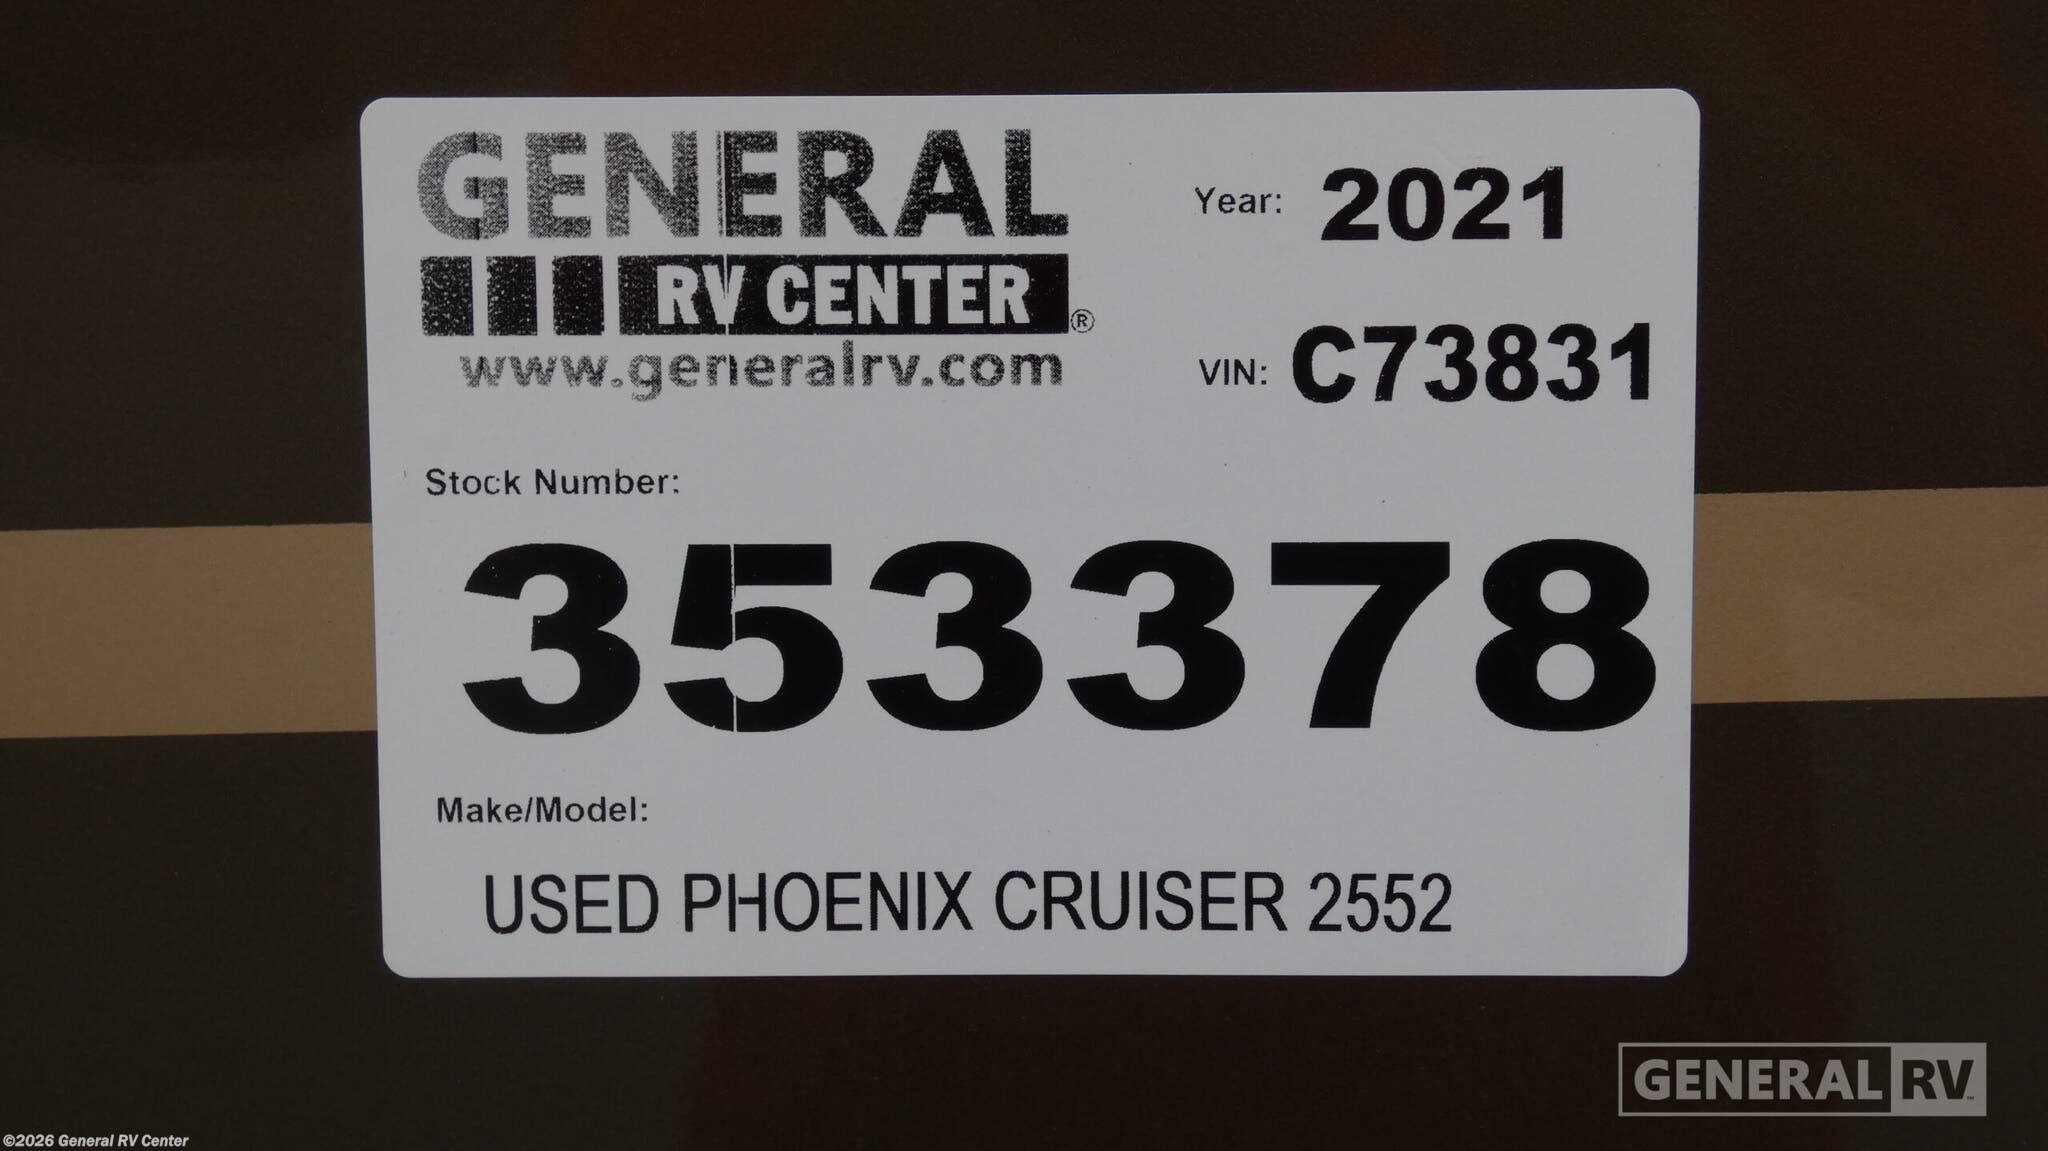 GENERAL
RV CENTER®
www.generalrv.com
Year: 2021
VIN: C73831
Stock Number:
353378
Make/Model:
USED PHOENIX CRUISER 2552
GENERAL RV™
©2026 General RV Center